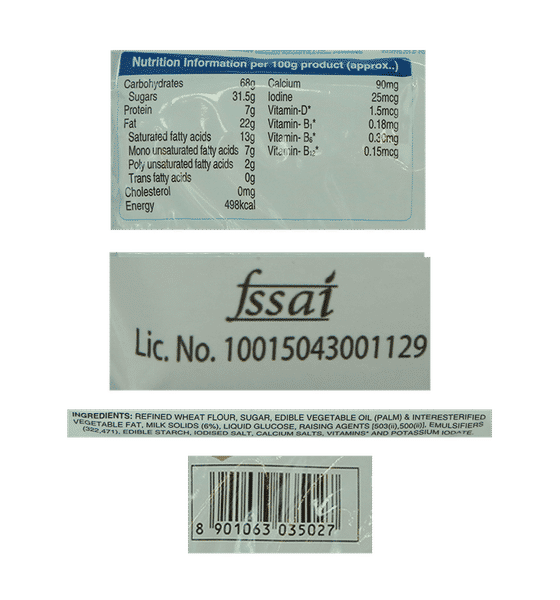 Nutrition Information per 100g product (approx..)
Carbohydrates 68g Calcium 90mg
Sugars 31.5g Iodine 25mcg
Protein 7g Vitamin-D* 1.5mcg
Fat 22g Vitamin- B₁* 0.18mg
Saturated fatty acids 13g Vitamin- 0.30mg
Mono unsaturated fatty acids 7g Vitamin- 0.15mcg
Poly unsaturated fatty acids 2g
Trans fatty acids 0g
Cholesterol 0mg
Energy 498kcal
fssai
Lic. No. 10015043001129
INGREDIENTS: REFINED WHEAT FLOUR, SUGAR, EDIBLE VEGETABLE OIL (PALM) & INTERESTERIFIED
VEGETABLE FAT, MILK SOLIDS (6%), LIQUID GLUCOSE, RAISING AGENTS [503(ii),500(ii)], EMULSIFIERS
(322,471), EDIBLE STARCH, IODISED SALT, CALCIUM SALTS, VITAMINS* AND POTASSIUM IODATE.
8 901063 035027